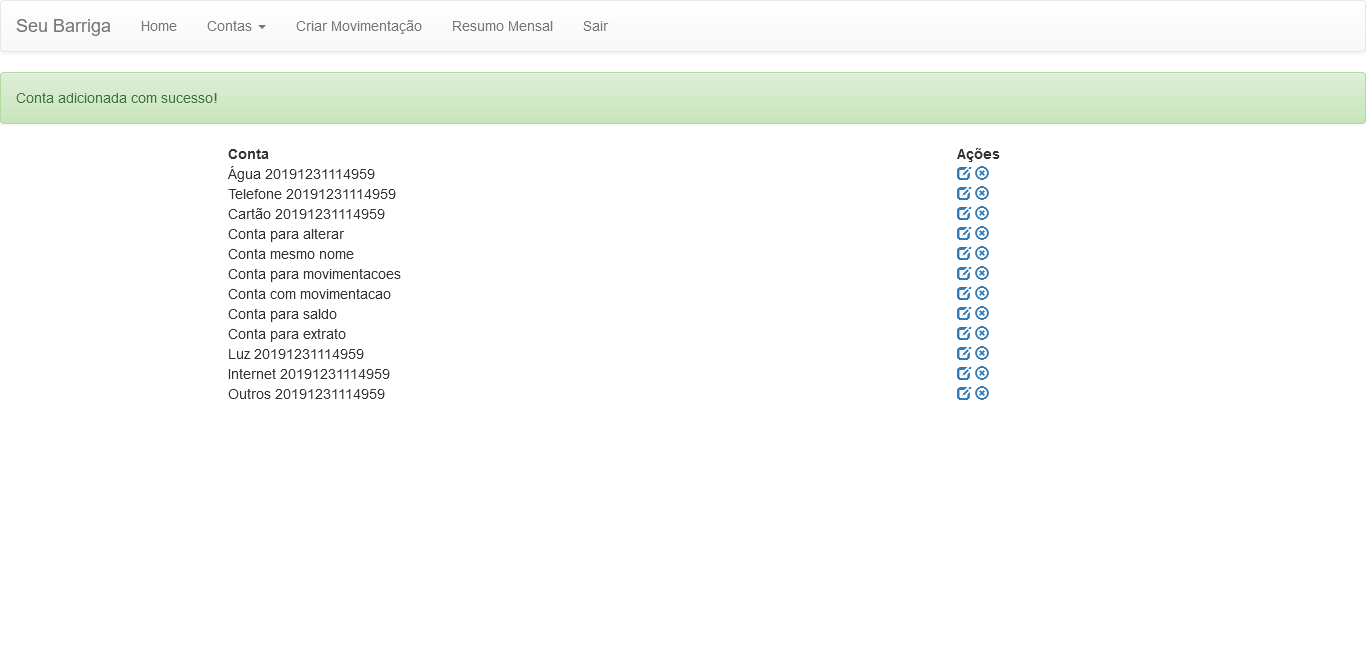 Seu Barriga Home Contas Criar Movimentação Resumo Mensal Sair
Conta adicionada com sucesso!
Conta Ações
Água 20191231114959
Telefone 20191231114959
Cartão 20191231114959
Conta para alterar
Conta mesmo nome
Conta para movimentacoes
Conta com movimentacao
Conta para saldo
Conta para extrato
Luz 20191231114959
Internet 20191231114959
Outros 20191231114959